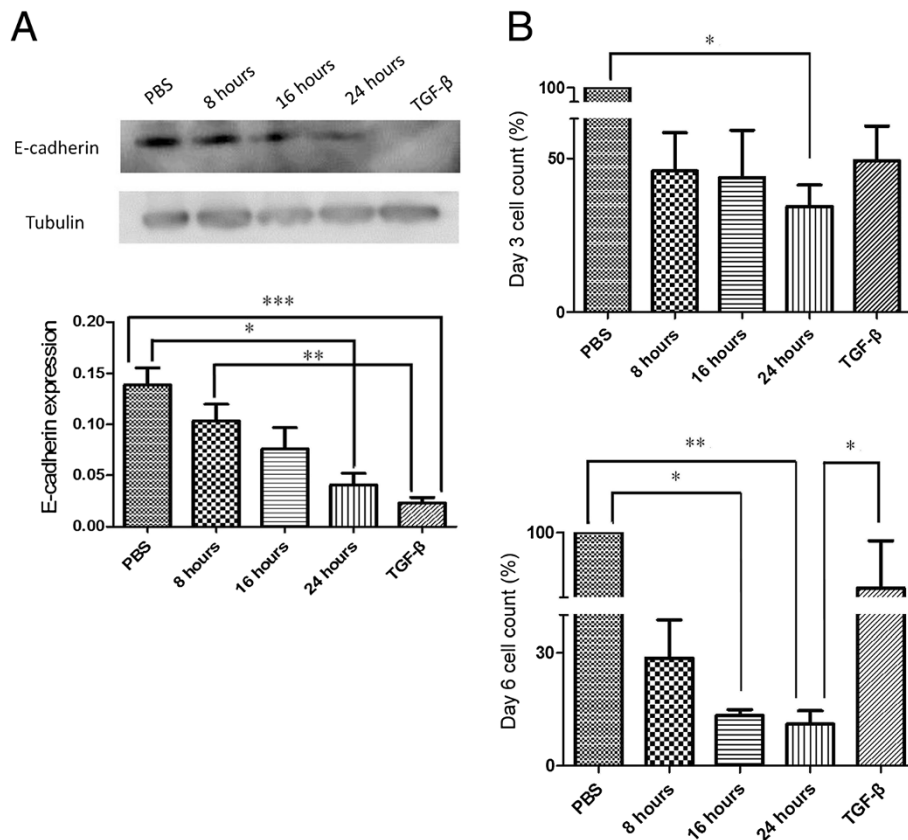 A
PBS
8 hours
16 hours
24 hours
TGF-β
E-cadherin
Tubulin
***
*
**
E-cadherin expression
0.20
0.15
0.10
0.05
0.00
PBS
8 hours
16 hours
24 hours
TGF-β
B
*
Day 3 cell count (%)
100
50
0
PBS
8 hours
16 hours
24 hours
TGF-β
**
*
*
Day 6 cell count (%)
100
30
0
PBS
8 hours
16 hours
24 hours
TGF-β